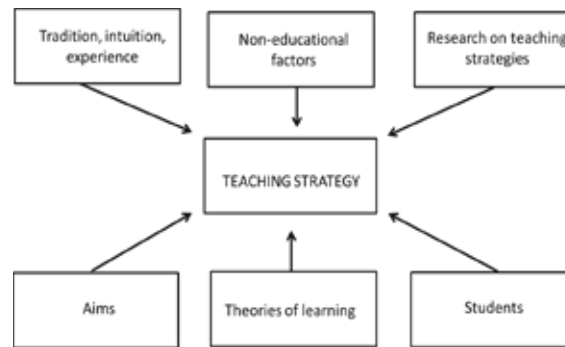 Tradition, intuition,
experience
Non-educational
factors
Research on teaching
strategies
TEACHING STRATEGY
Aims
Theories of learning
Students